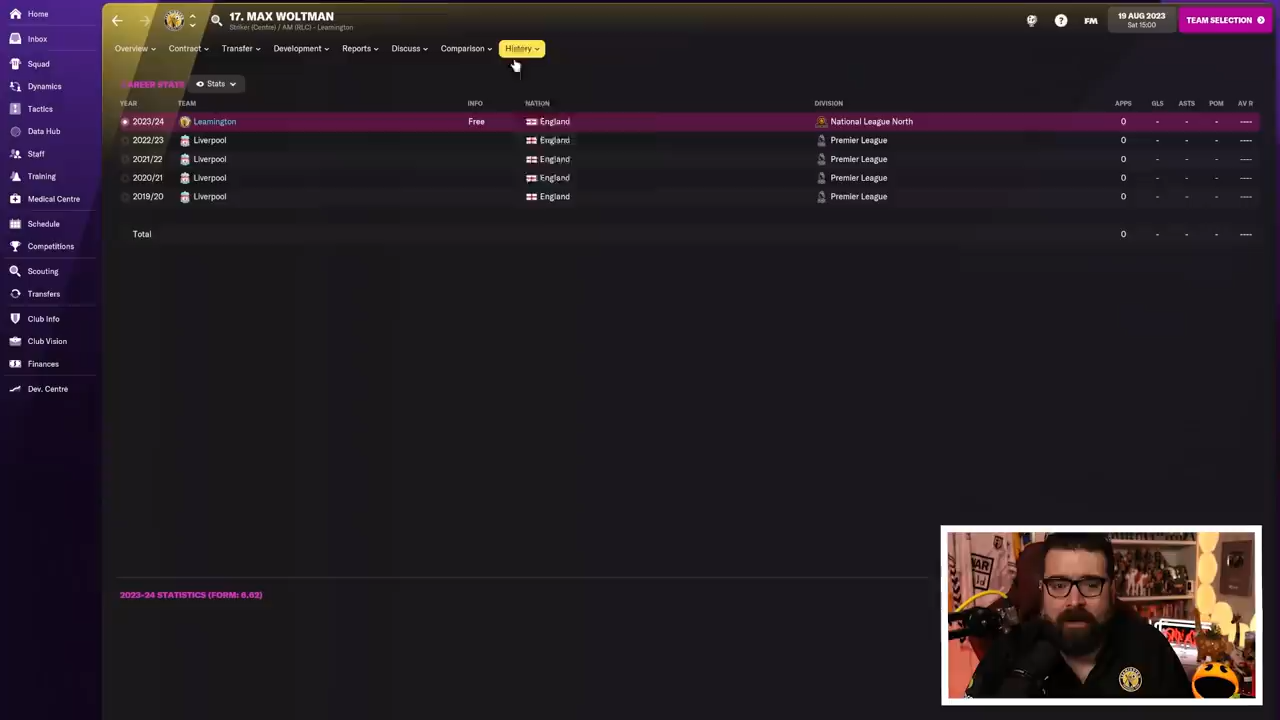 Home
Inbox
Squad
Dynamics
Tactics
Data Hub
Staff
Training
Medical Centre
Schedule
Competitions
Scouting
Transfers
Club Info
Club Vision
Finances
Dev. Centre
17. MAX WOLTMAN
Striker (Centre) / AM (RLC) - Leamington
FM
19 AUG 2023
Sat 15:00
TEAM SELECTION
Overview Contract Transfer Development Reports Discuss Comparison History
CAREER STATS Stats
YEAR TEAM INFO NATION DIVISION APPS GLS ASTS POM AV R
2023/24 Leamington Free England National League North 0 - - - ----
2022/23 Liverpool England Premier League
2021/22 Liverpool England Premier League
2020/21 Liverpool England Premier League
2019/20 Liverpool England Premier League
Total 0 - - - ----
2023-24 STATISTICS (FORM: 6.62)